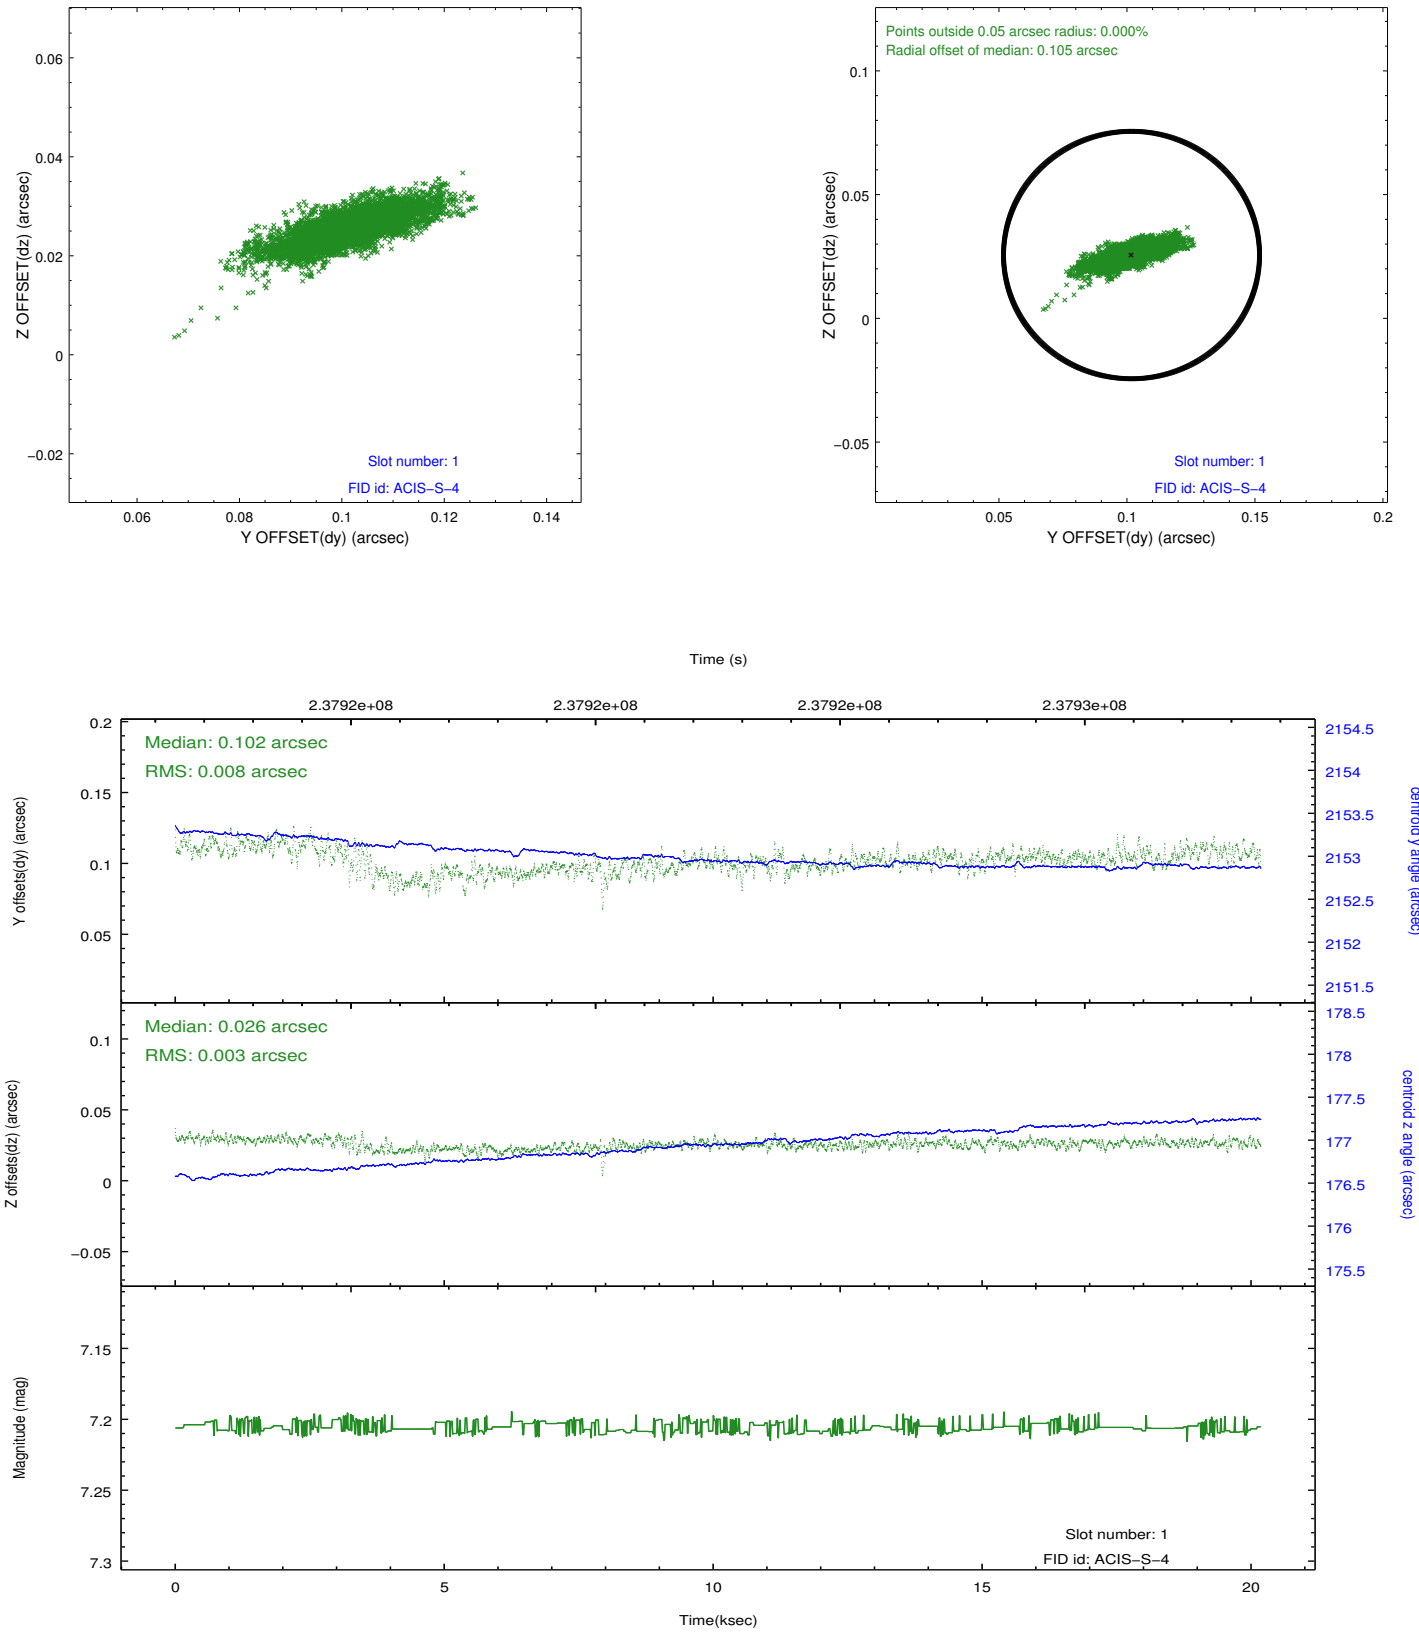 0.06
0.04
0.02
0
−0.02
Z OFFSET(dz) (arcsec)
Slot number: 1
FID id: ACIS−S−4
0.06 0.08 0.1 0.12 0.14
Y OFFSET(dy) (arcsec)
Points outside 0.05 arcsec radius: 0.000%
Radial offset of median: 0.105 arcsec
0.1
0.05
0
−0.05
Z OFFSET(dz) (arcsec)
Slot number: 1
FID id: ACIS−S−4
0.05 0.1 0.15 0.2
Y OFFSET(dy) (arcsec)
Time (s)
2.3792e+08 2.3792e+08 2.3792e+08 2.3793e+08
Median: 0.102 arcsec
RMS: 0.008 arcsec
0.2
0.15
0.1
0.05
Y offsets(dy) (arcsec)
2154.5
2154
2153.5
2153
2152.5
2152
2151.5
centroid y angle (arcsec)
Median: 0.026 arcsec
RMS: 0.003 arcsec
0.1
0.05
0
−0.05
Z offsets(dz) (arcsec)
178.5
178
177.5
177
176.5
176
175.5
centroid z angle (arcsec)
7.15
7.2
7.25
7.3
Magnitude (mag)
Slot number: 1
FID id: ACIS−S−4
0 5 10 15 20
Time(ksec)